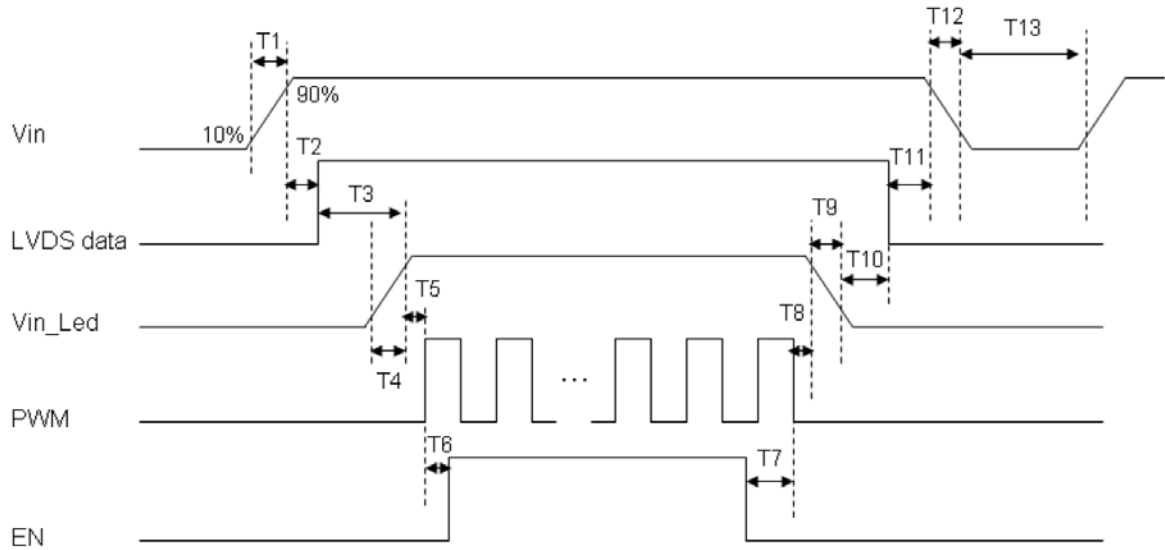 T12
T13
T1
90%
Vin
10%
T2
T11
T3
T9
LVDS data
T10
T5
Vin_Led
T8
T4
...
PWM
T6
T7
EN